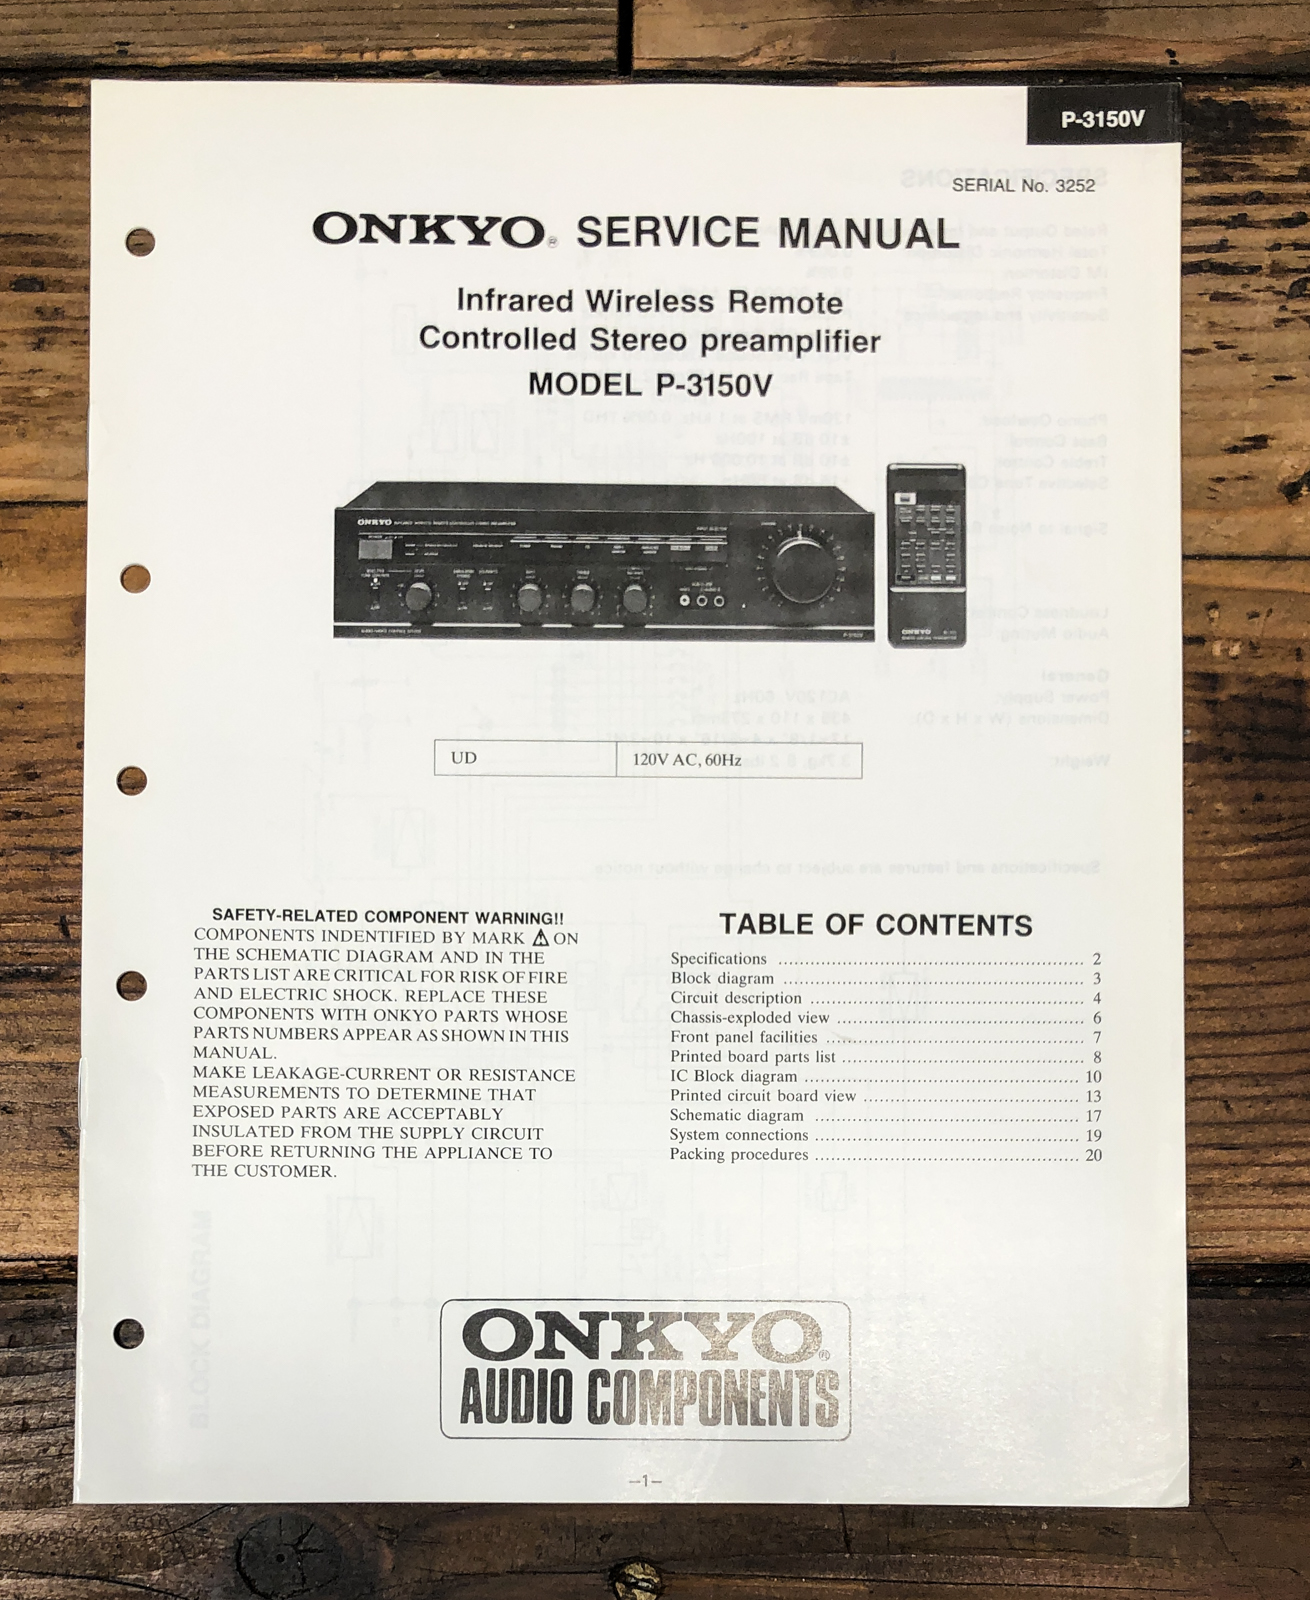 P-3150V
SERIAL No. 3252
ONKYO® SERVICE MANUAL
Infrared Wireless Remote
Controlled Stereo preamplifier
MODEL P-3150V
ONKYO
P-3150V
ONKYO
UD 120V AC, 60Hz
SAFETY-RELATED COMPONENT WARNING!!
COMPONENTS INDENTIFIED BY MARK ⚠ ON
THE SCHEMATIC DIAGRAM AND IN THE
PARTS LIST ARE CRITICAL FOR RISK OF FIRE
AND ELECTRIC SHOCK. REPLACE THESE
COMPONENTS WITH ONKYO PARTS WHOSE
PARTS NUMBERS APPEAR AS SHOWN IN THIS
MANUAL.
MAKE LEAKAGE-CURRENT OR RESISTANCE
MEASUREMENTS TO DETERMINE THAT
EXPOSED PARTS ARE ACCEPTABLY
INSULATED FROM THE SUPPLY CIRCUIT
BEFORE RETURNING THE APPLIANCE TO
THE CUSTOMER.
TABLE OF CONTENTS
Specifications ........ 2
Block diagram ........ 3
Circuit description ........ 4
Chassis-exploded view ........ 6
Front panel facilities ........ 7
Printed board parts list ........ 8
IC Block diagram ........ 10
Printed circuit board view ........ 13
Schematic diagram ........ 17
System connections ........ 19
Packing procedures ........ 20
ONKYO®
AUDIO COMPONENTS
–1–